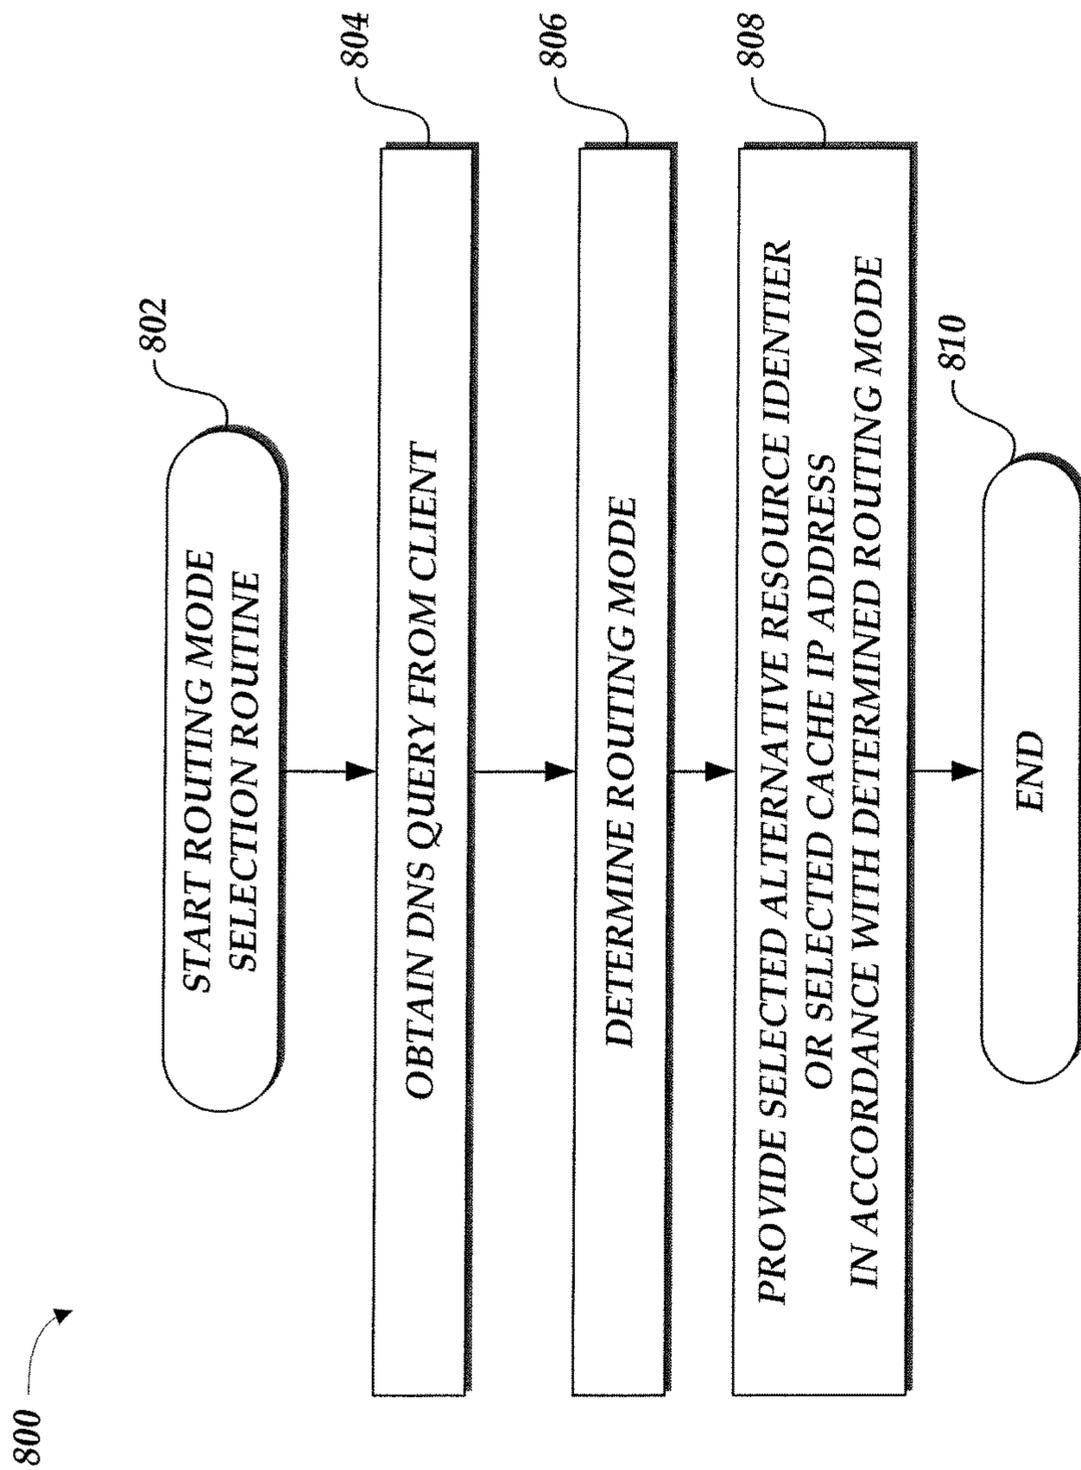 800
802
START ROUTING MODE
SELECTION ROUTINE
804
OBTAIN DNS QUERY FROM CLIENT
806
DETERMINE ROUTING MODE
808
PROVIDE SELECTED ALTERNATIVE RESOURCE IDENTIER
OR SELECTED CACHE IP ADDRESS
IN ACCORDANCE WITH DETERMINED ROUTING MODE
810
END